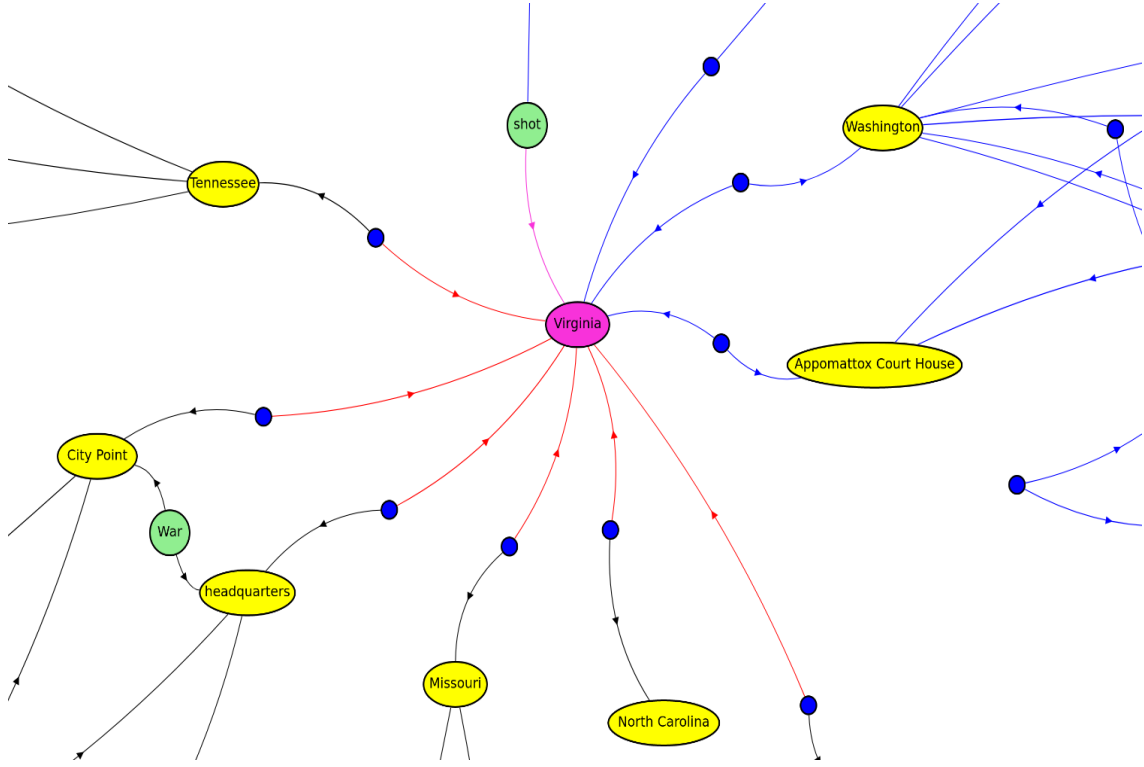 shot
Washington
Tennessee
Virginia
Appomattox Court House
City Point
War
headquarters
Missouri
North Carolina